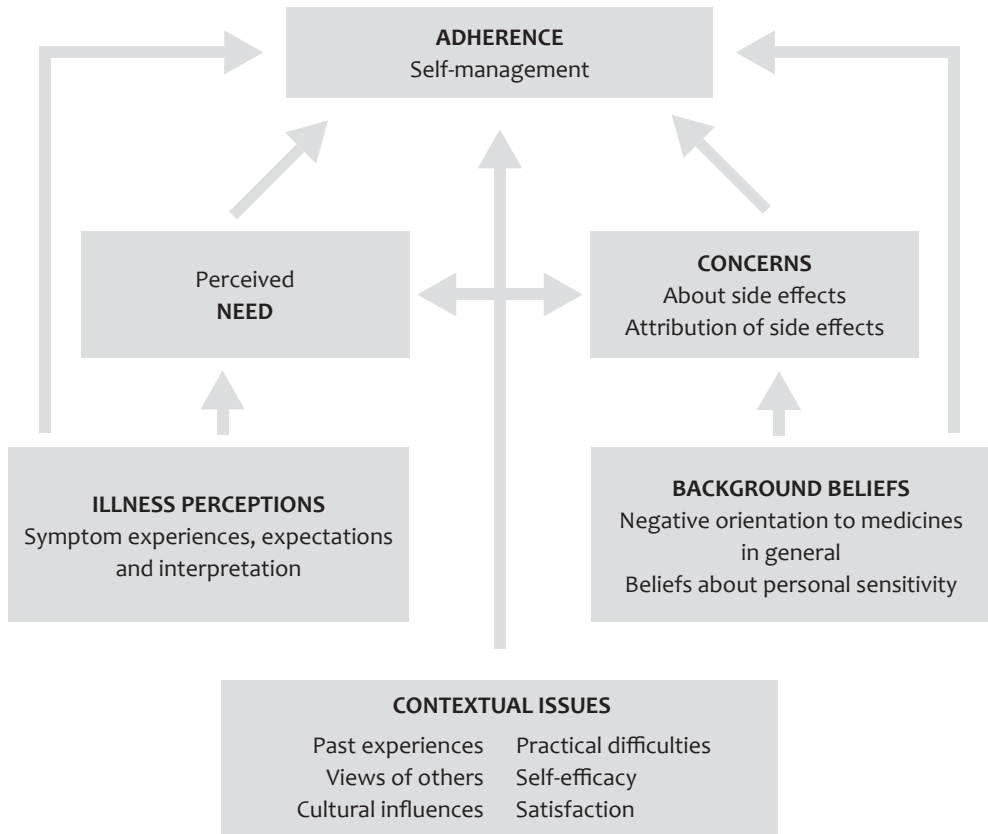 ADHERENCE
Self-management
Perceived
NEED
CONCERNS
About side effects
Attribution of side effects
ILLNESS PERCEPTIONS
Symptom experiences, expectations
and interpretation
BACKGROUND BELIEFS
Negative orientation to medicines
in general
Beliefs about personal sensitivity
CONTEXTUAL ISSUES
Past experiences Practical difficulties
Views of others Self-efficacy
Cultural influences Satisfaction